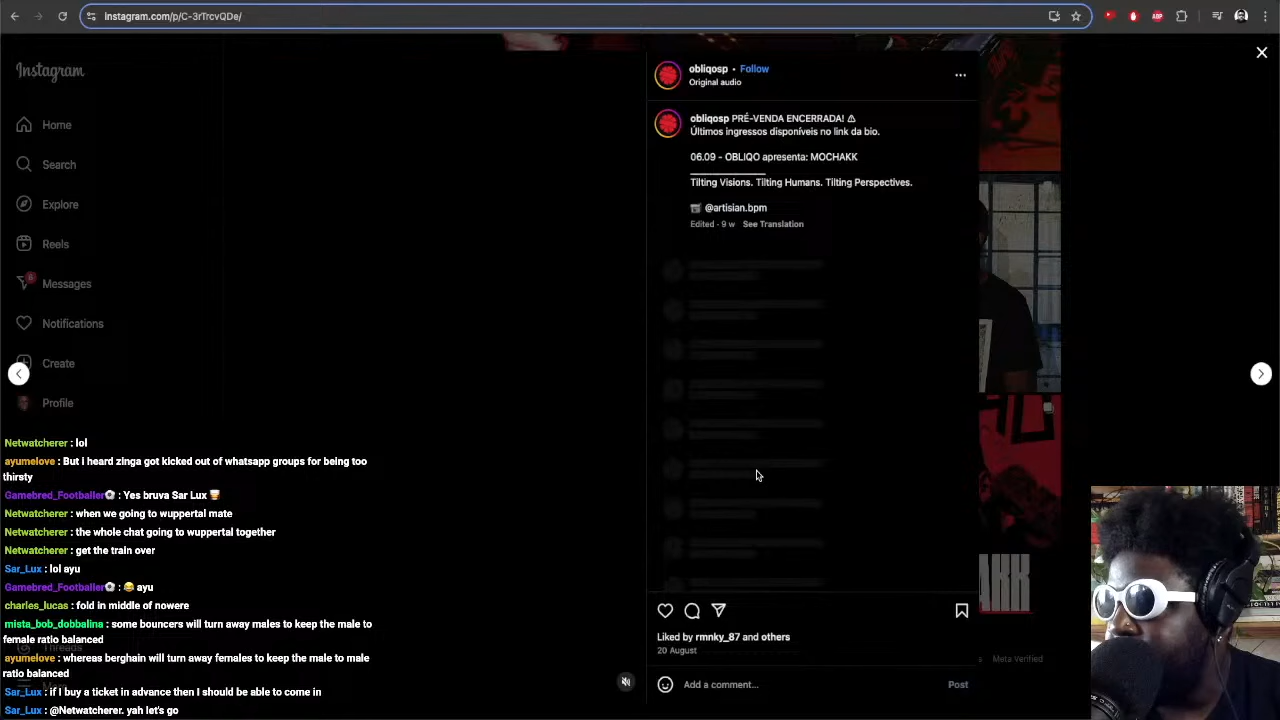 instagram.com/p/C-3rTrcvQDe/
ABP
Instagram
Home
Search
Explore
Reels
6
Messages
Notifications
Create
Profile
obliqosp • Follow
Original audio
obliqosp PRÉ-VENDA ENCERRADA! ⚠
Últimos ingressos disponíveis no link da bio.
06.09 - OBLIQO apresenta: MOCHAKK
_______________
Tilting Visions. Tilting Humans. Tilting Perspectives.
@artisian.bpm
Edited · 9 w See Translation
Liked by rmnky_87 and others
20 August
Add a comment...
Post
Meta Verified
Netwatcherer : lol
ayumelove : But i heard zinga got kicked out of whatsapp groups for being too
thirsty
Gamebred_Footballer⚽ : Yes bruva Sar Lux 🥃
Netwatcherer : when we going to wuppertal mate
Netwatcherer : the whole chat going to wuppertal together
Netwatcherer : get the train over
Sar_Lux : lol ayu
Gamebred_Footballer⚽ : 😂 ayu
charles_lucas : fold in middle of nowere
mista_bob_dobbalina : some bouncers will turn away males to keep the male to
female ratio balanced
Threads
ayumelove : whereas berghain will turn away females to keep the male to male
ratio balanced
Sar_Lux : if I buy a ticket in advance then I should be able to come in
Sar_Lux : @Netwatcherer. yah let's go